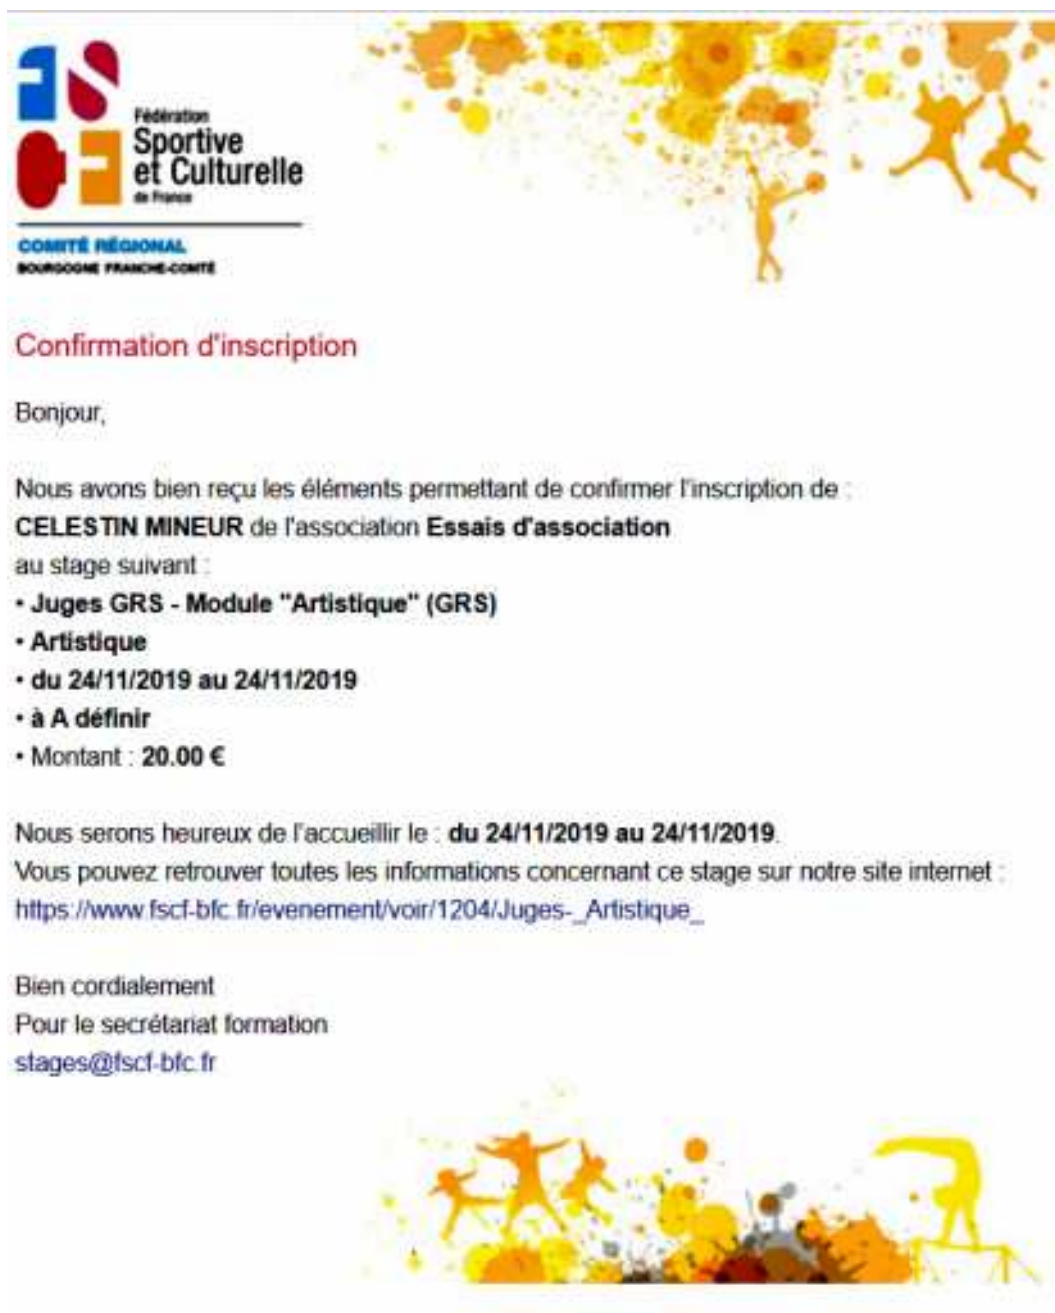 FSCF
Fédération
Sportive
et Culturelle
de France
COMITÉ RÉGIONAL
BOURGOGNE FRANCHE-COMTÉ
Confirmation d'inscription
Bonjour,
Nous avons bien reçu les éléments permettant de confirmer l'inscription de :
CELESTIN MINEUR de l'association Essais d'association
au stage suivant :
• Juges GRS - Module "Artistique" (GRS)
• Artistique
• du 24/11/2019 au 24/11/2019
• à A définir
• Montant : 20.00 €
Nous serons heureux de l'accueillir le : du 24/11/2019 au 24/11/2019.
Vous pouvez retrouver toutes les informations concernant ce stage sur notre site internet :
https://www.fscf-bfc.fr/evenement/voir/1204/Juges-_Artistique_
Bien cordialement
Pour le secrétariat formation
stages@fscf-bfc.fr